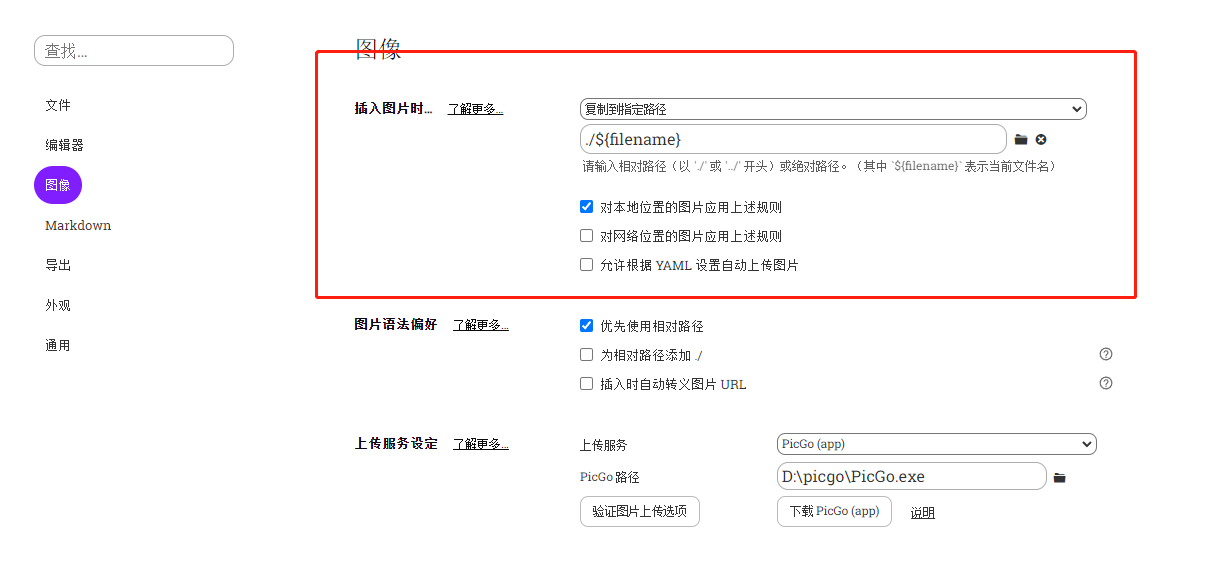 查找...
文件
编辑器
图像
Markdown
导出
外观
通用
图像
插入图片时... 了解更多... 复制到指定路径
./${filename}
请输入相对路径（以 './' 或 '../' 开头）或绝对路径。（其中 `${filename}` 表示当前文件名）
对本地位置的图片应用上述规则
对网络位置的图片应用上述规则
允许根据 YAML 设置自动上传图片
图片语法偏好 了解更多... 优先使用相对路径
为相对路径添加 ./
插入时自动转义图片 URL
上传服务设定 了解更多... 上传服务 PicGo (app)
PicGo 路径 D:\picgo\PicGo.exe
验证图片上传选项 下载 PicGo (app) 说明